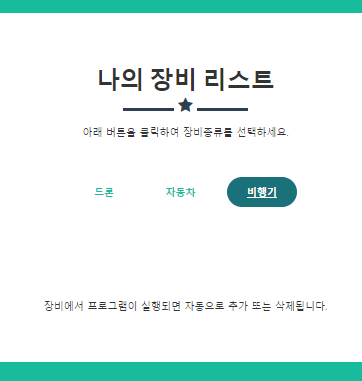 나의 장비 리스트
아래 버튼을 클릭하여 장비종류를 선택하세요.
드론 자동차 비행기
장비에서 프로그램이 실행되면 자동으로 추가 또는 삭제됩니다.